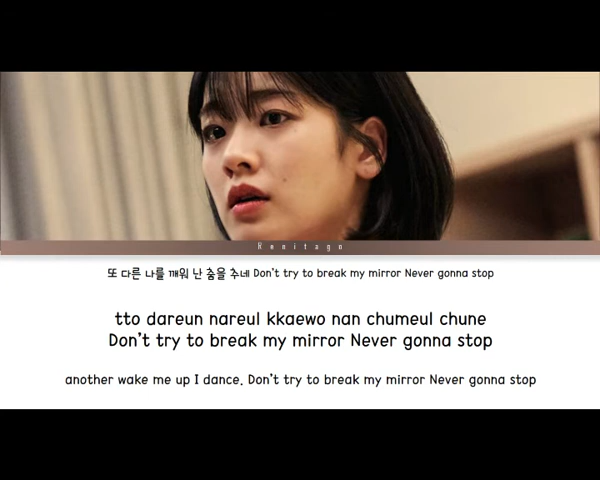 Renitago
또 다른 나를 깨워 난 춤을 추네 Don't try to break my mirror Never gonna stop
tto dareun nareul kkaewo nan chumeul chune
Don't try to break my mirror Never gonna stop
another wake me up I dance. Don't try to break my mirror Never gonna stop